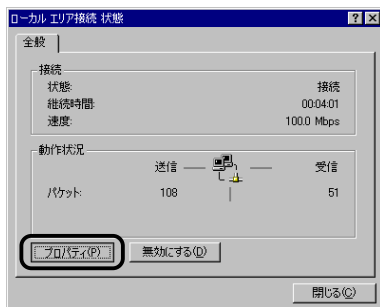 ローカル エリア接続 状態
全般
接続
状態: 接続
継続時間: 00:04:01
速度: 100.0 Mbps
動作状況
送信 受信
パケット: 108 51
プロパティ(P) 無効にする(D)
閉じる(C)